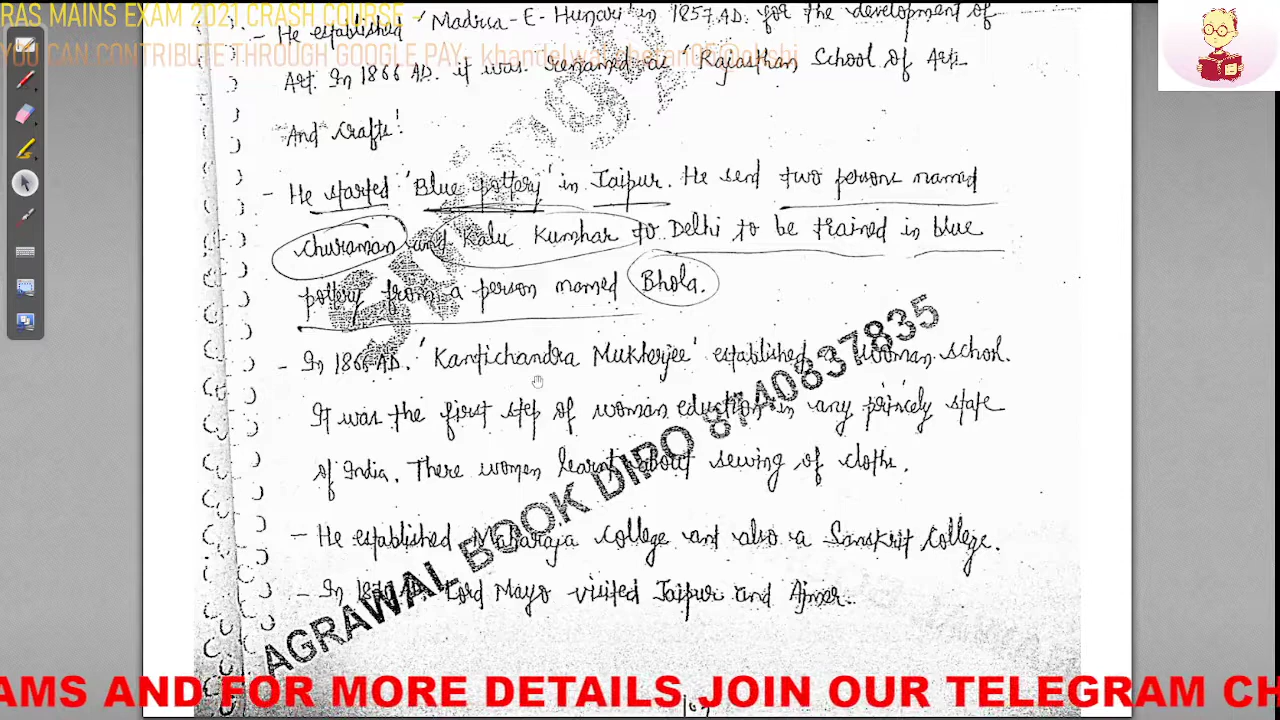 RAS MAINS EXAM 2021 CRASH COURSE -
YOU CAN CONTRIBUTE THROUGH GOOGLE PAY:
- He established 'Madrsa-E-Hunari in 1857 AD. for the development of
Art. In 1866 AD. it was renamed as 'Rajasthan School of Arts
And Crafts'.
- He started 'Blue pottery' in Jaipur. He send two persons named
Churaman and Kalu Kumhar to Delhi to be trained in blue
pottery from a person named Bhola.
- In 1866 AD. 'Kantichandra Mukherjee' established a woman school.
It was the first step of woman eduction in any princely state
of India. There women learnt about sewing of cloths.
- He established Maharaja College and also a Sanskrit College.
- In AD. Lord Mayo visited Jaipur and Ajmer.
AGRAWAL BOOK DIPO 8740837835
AMS AND FOR MORE DETAILS JOIN OUR TELEGRAM CH